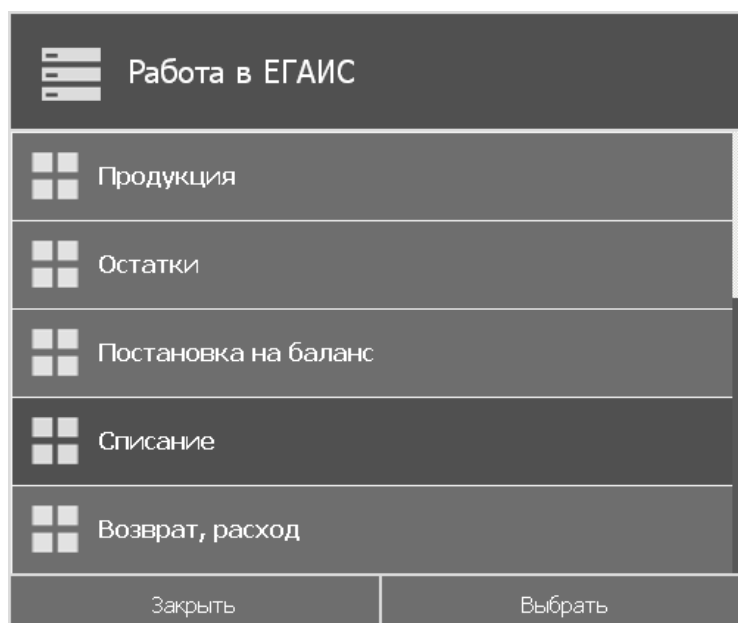 Работа в ЕГАИС
Продукция
Остатки
Постановка на баланс
Списание
Возврат, расход
Закрыть
Выбрать